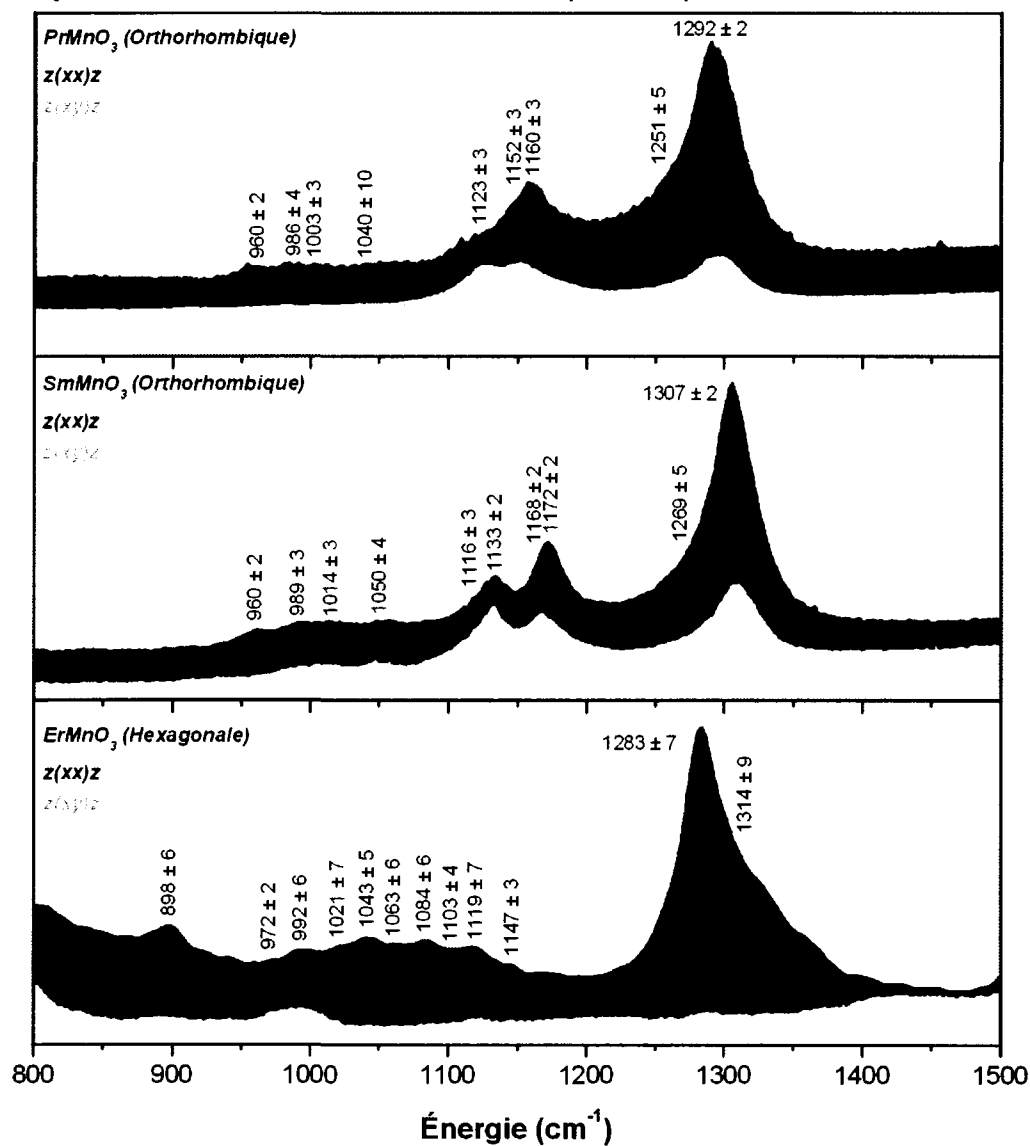 PrMnO₃ (Orthorhombique)
z(xx)z
z(xy)z
960 ± 2
986 ± 4
1003 ± 3
1040 ± 10
1123 ± 3
1152 ± 3
1160 ± 3
1251 ± 5
1292 ± 2
SmMnO₃ (Orthorhombique)
z(xx)z
z(xy)z
960 ± 2
989 ± 3
1014 ± 3
1050 ± 4
1116 ± 3
1133 ± 2
1168 ± 2
1172 ± 2
1269 ± 5
1307 ± 2
ErMnO₃ (Hexagonale)
z(xx)z
z(xy)z
898 ± 6
972 ± 2
992 ± 6
1021 ± 7
1043 ± 5
1063 ± 6
1084 ± 6
1103 ± 4
1119 ± 7
1147 ± 3
1283 ± 7
1314 ± 9
800 900 1000 1100 1200 1300 1400 1500
Énergie (cm⁻¹)